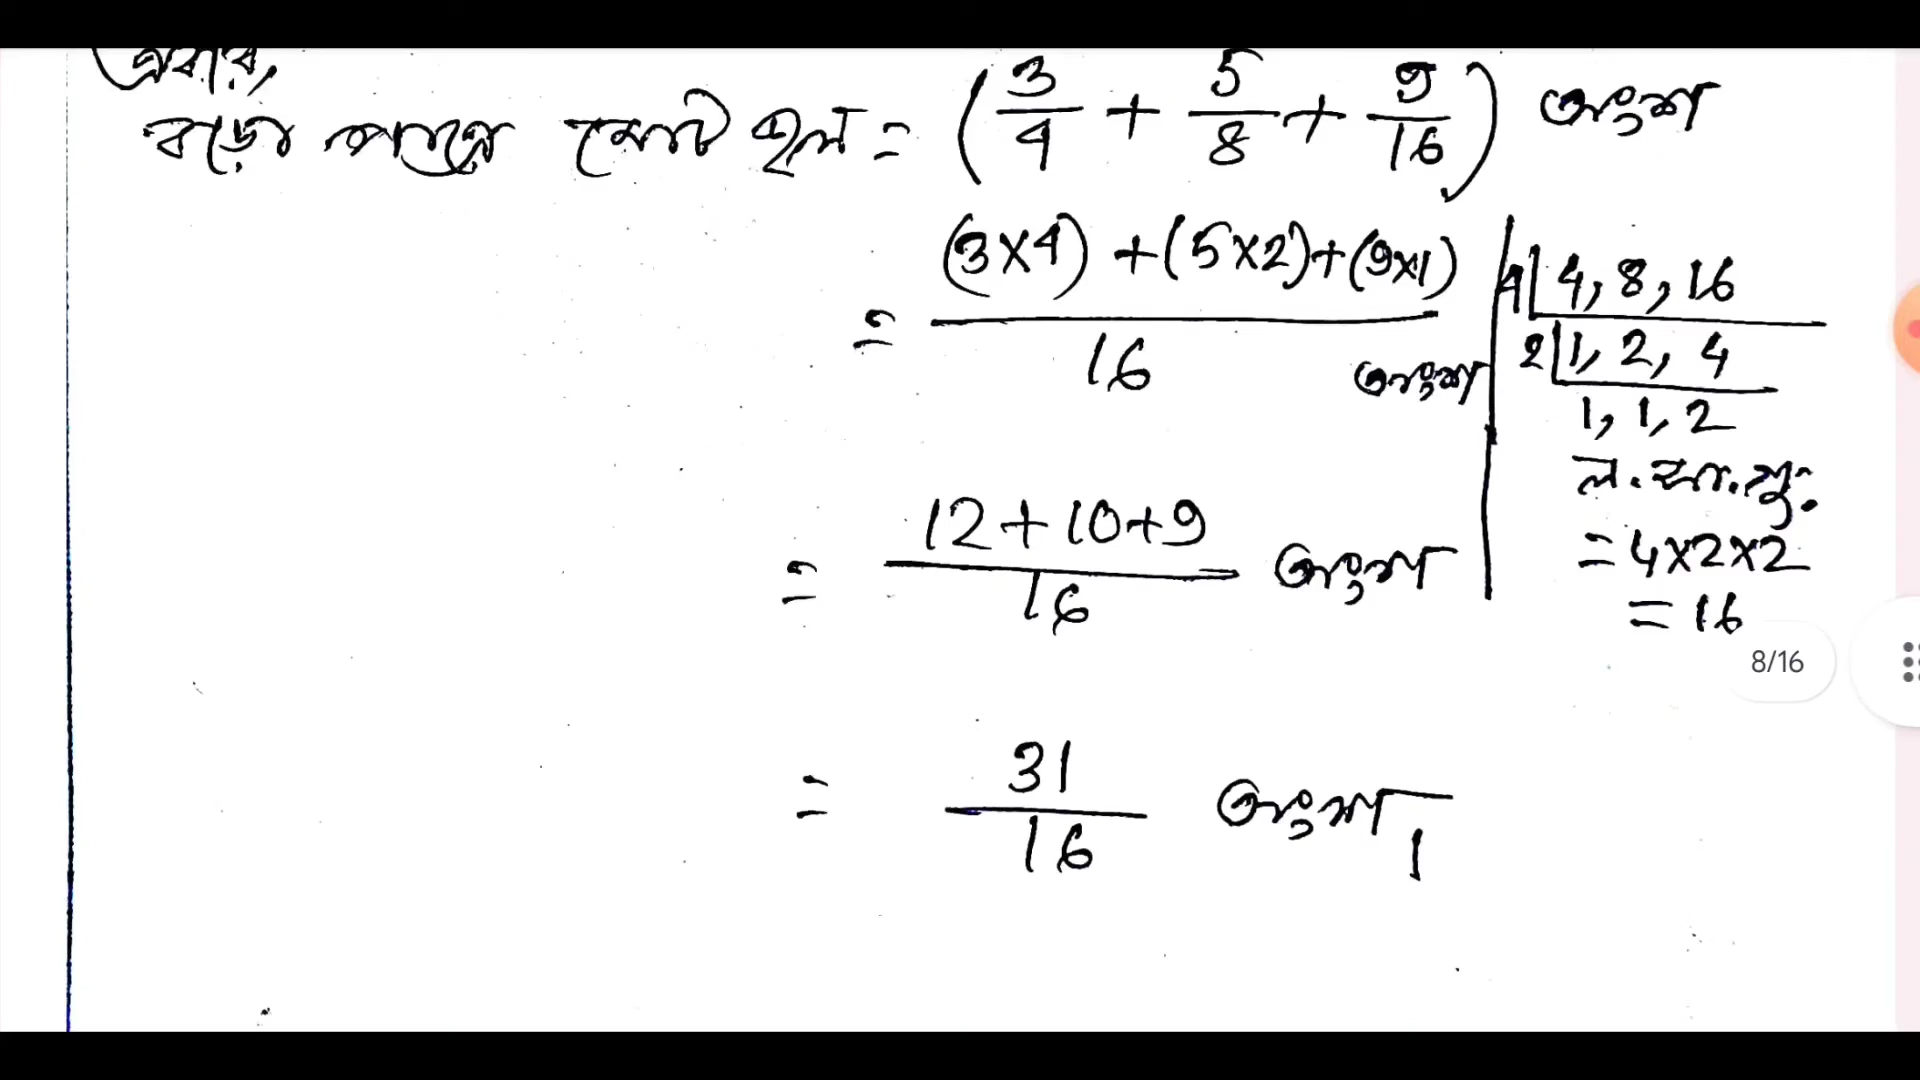 এবার,
বড়ো পাত্রে মোট হল = (3/4 + 5/8 + 9/16) অংশ
= (3×4) + (5×2) + (9×1) / 16 অংশ
4 | 4, 8, 16
2 | 1, 2, 4
1, 1, 2
ল.সা.গু:
= 4×2×2
= 16
= 12+10+9 / 16 অংশ
8/16
= 31/16 অংশ।